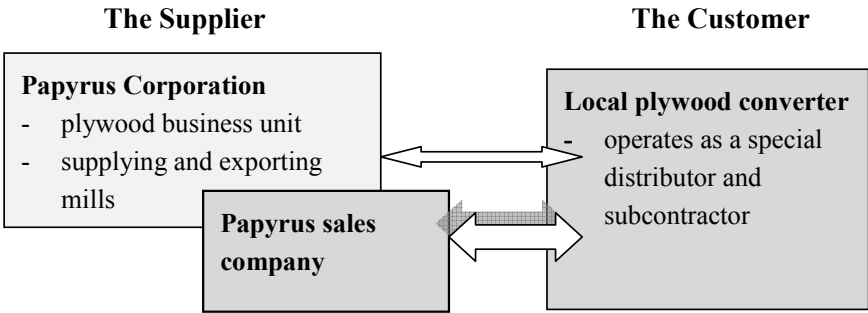 The Supplier
The Customer
Papyrus Corporation
- plywood business unit
- supplying and exporting
mills
Papyrus sales
company
Local plywood converter
- operates as a special
distributor and
subcontractor